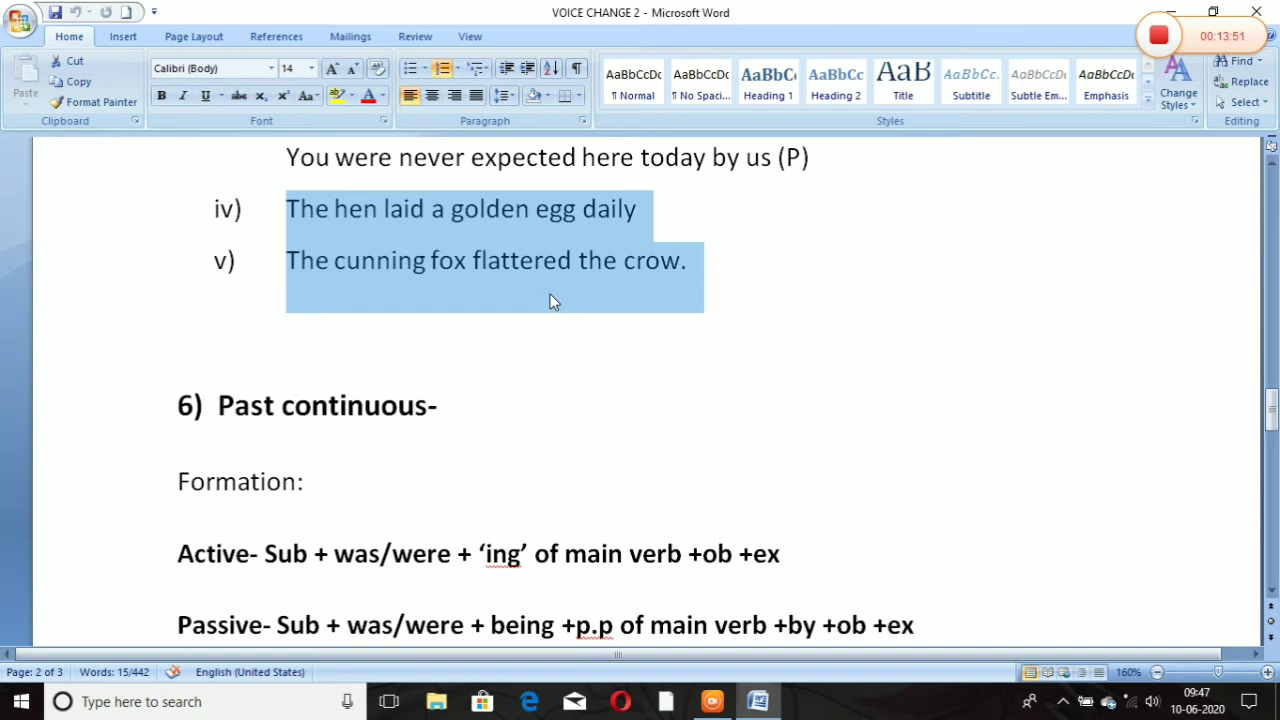 VOICE CHANGE 2 - Microsoft Word
00:13:51
Home Insert Page Layout References Mailings Review View
Paste Cut Copy Format Painter Clipboard
Calibri (Body) 14 Font
Paragraph
AaBbCcDc ¶ Normal
AaBbCcDc ¶ No Spaci...
AaBbC Heading 1
AaBbCc Heading 2
AaB Title
AaBbCc. Subtitle
AaBbCcDc Subtle Em...
AaBbCcDc Emphasis
Change Styles Styles
Find Replace Select Editing
You were never expected here today by us (P)
iv) The hen laid a golden egg daily
v) The cunning fox flattered the crow.
6) Past continuous-
Formation:
Active- Sub + was/were + ‘ing’ of main verb +ob +ex
Passive- Sub + was/were + being +p.p of main verb +by +ob +ex
Page: 2 of 3 Words: 15/442 English (United States) 160%
Type here to search
09:47
10-06-2020